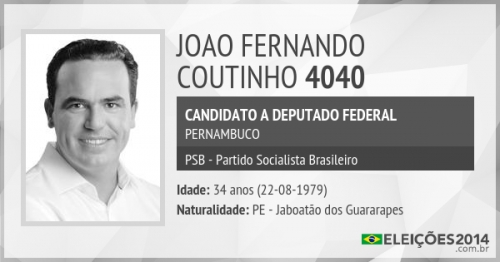 JOAO FERNANDO
COUTINHO 4040
CANDIDATO A DEPUTADO FEDERAL
PERNAMBUCO
PSB - Partido Socialista Brasileiro
Idade: 34 anos (22-08-1979)
Naturalidade: PE - Jaboatão dos Guararapes
ELEIÇÕES2014
.com.br